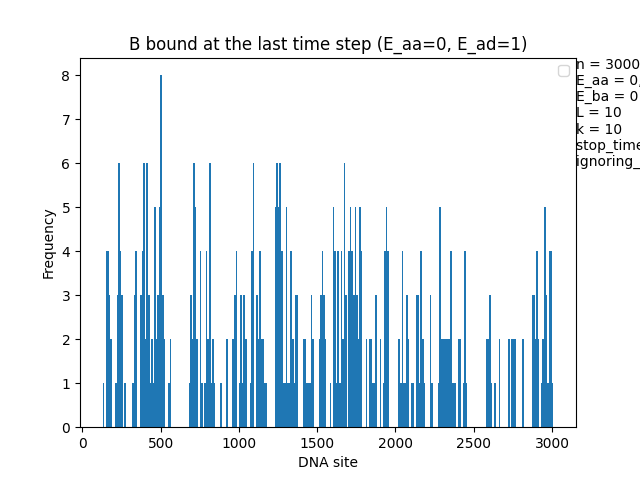 B bound at the last time step (E_aa=0, E_ad=1)
8
7
6
5
4
3
2
1
0
Frequency
0 500 1000 1500 2000 2500 3000
DNA site
n = 3000
E_aa = 0,
E_ba = 0
L = 10
k = 10
stop_time
ignoring_